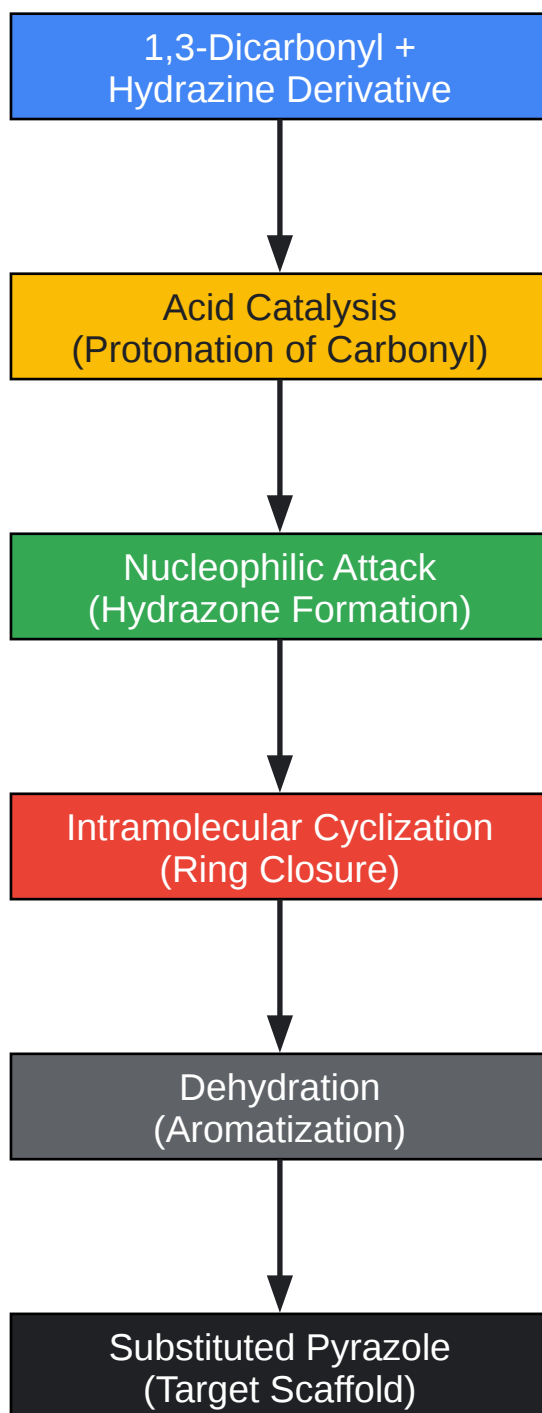 1,3-Dicarbonyl +
Hydrazine Derivative
Acid Catalysis
(Protonation of Carbonyl)
Nucleophilic Attack
(Hydrazone Formation)
Intramolecular Cyclization
(Ring Closure)
Dehydration
(Aromatization)
Substituted Pyrazole
(Target Scaffold)